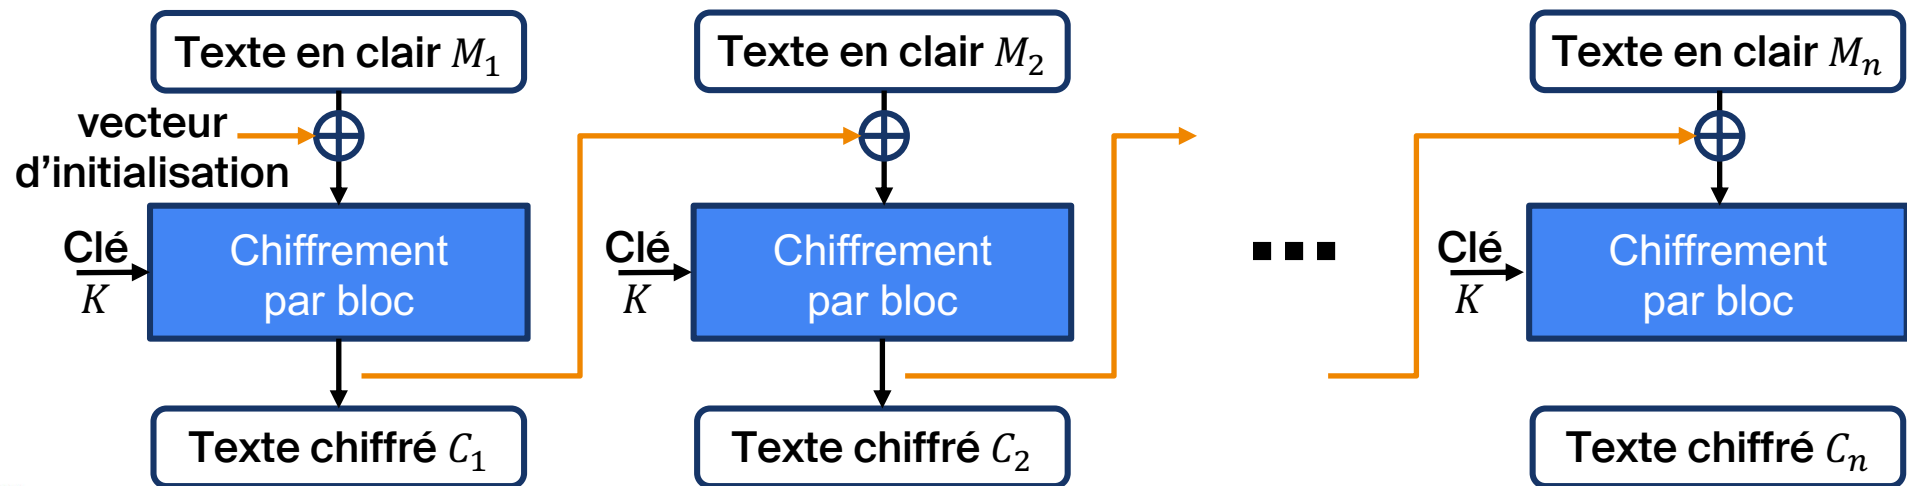 Texte en clair M₁
Texte en clair M₂
Texte en clair Mₙ
vecteur
d'initialisation
Clé
K
Chiffrement
par bloc
Clé
K
Chiffrement
par bloc
...
Clé
K
Chiffrement
par bloc
Texte chiffré C₁
Texte chiffré C₂
Texte chiffré Cₙ